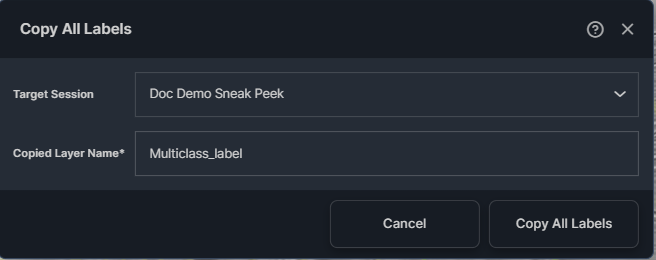 Copy All Labels
Target Session
Doc Demo Sneak Peek
Copied Layer Name*
Multiclass_label
Cancel
Copy All Labels